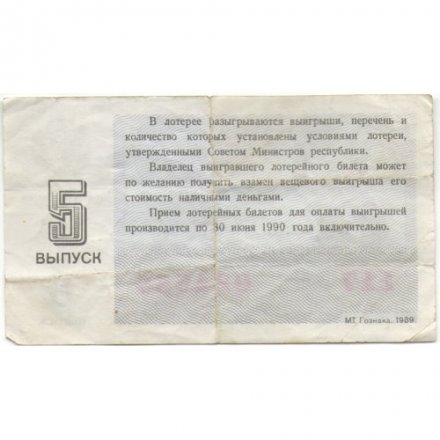 В лотерее разыгрываются выигрыши, перечень и
количество которых установлены условиями лотереи,
утвержденными Советом Министров республики.
Владелец выигравшего лотерейного билета может
по желанию получить взамен вещевого выигрыша его
стоимость наличными деньгами.
Прием лотерейных билетов для оплаты выигрышей
производится по 30 июня 1990 года включительно.
5
ВЫПУСК
МТ Гознака. 1989